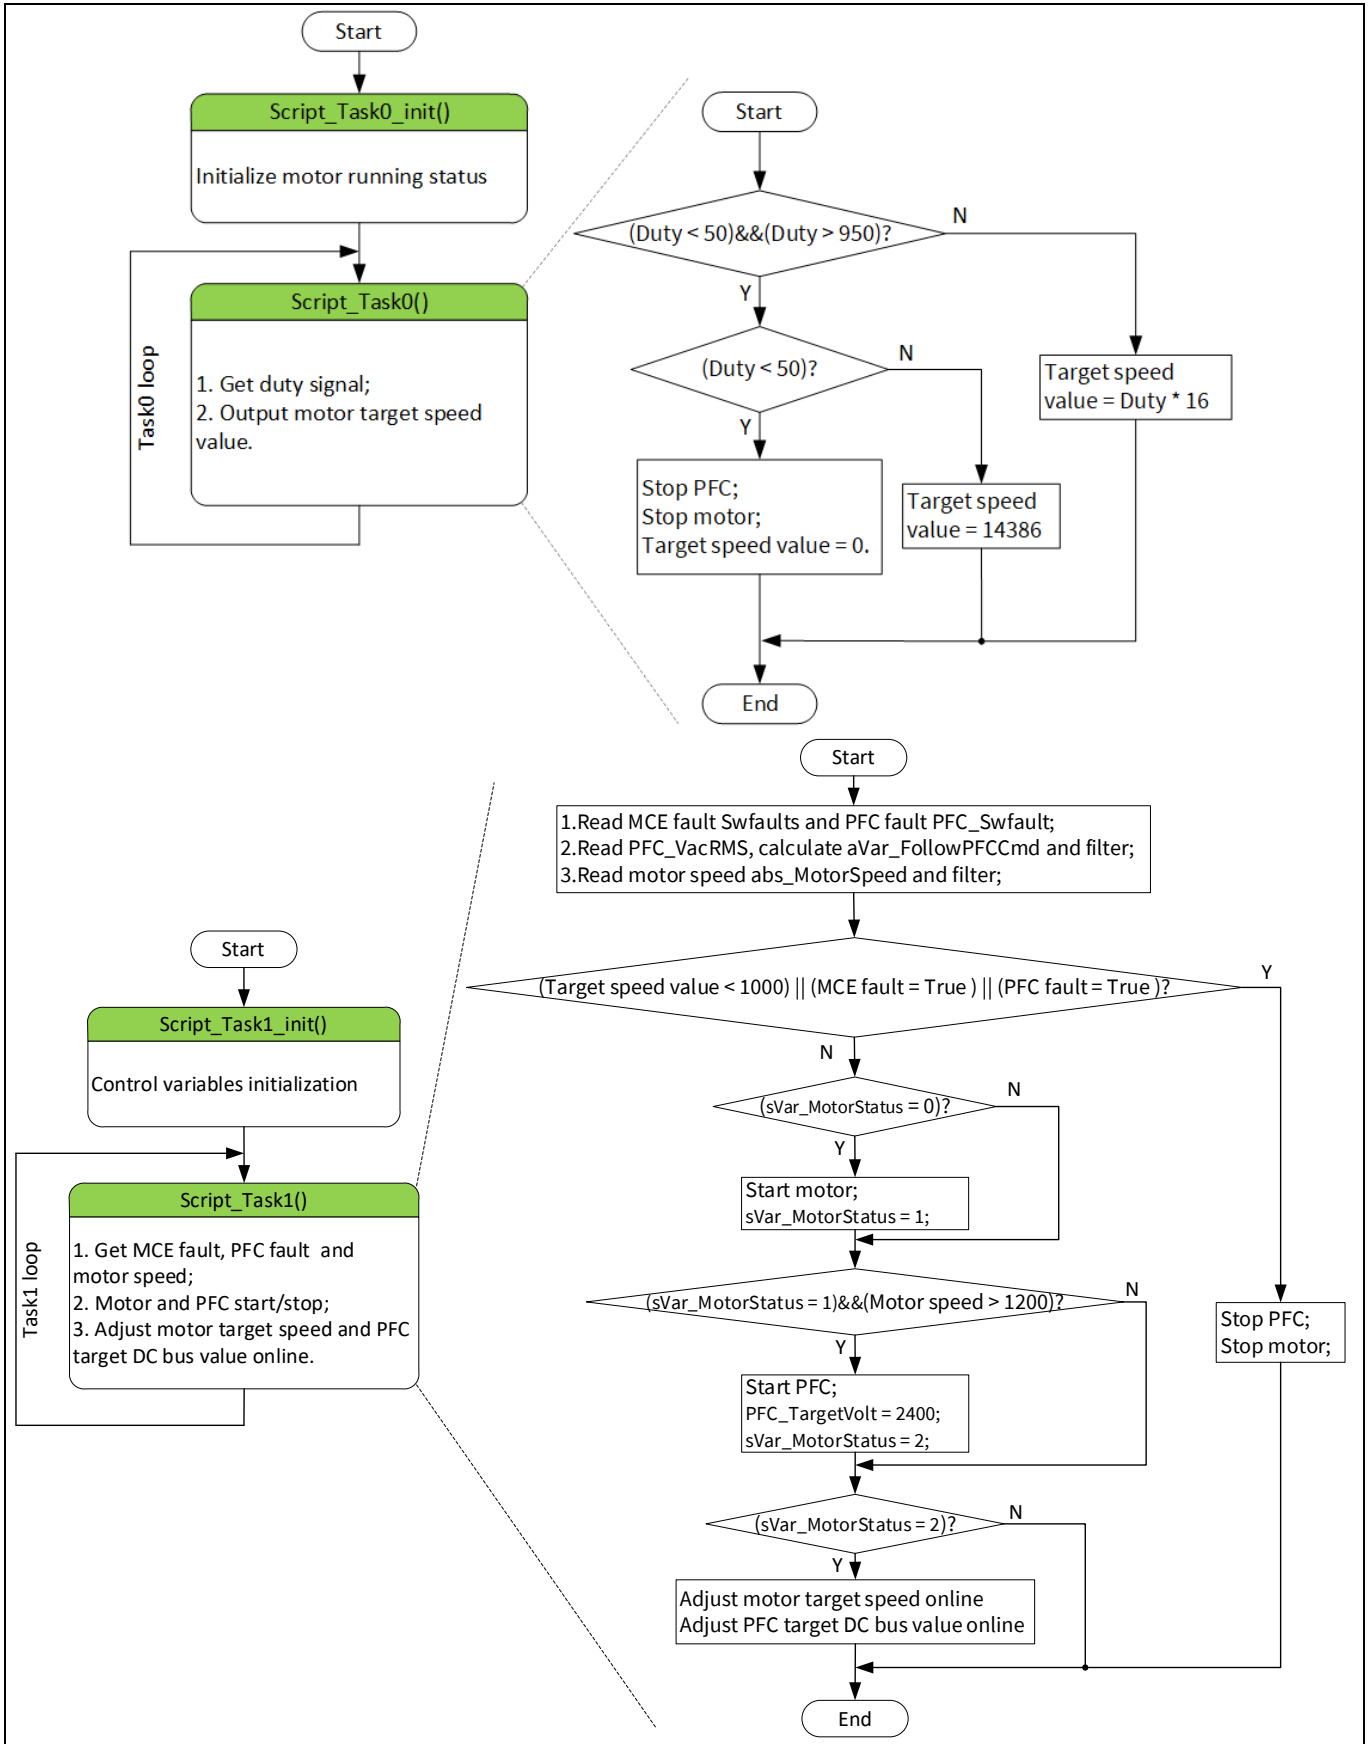 Start
Script_Task0_init()
Initialize motor running status
Script_Task0()
1. Get duty signal;
2. Output motor target speed
value.
Task0 loop
Start
(Duty < 50)&&(Duty > 950)?
N
Y
(Duty < 50)?
N
Y
Target speed
value = Duty * 16
Stop PFC;
Stop motor;
Target speed value = 0.
Target speed
value = 14386
End
Start
1.Read MCE fault Swfaults and PFC fault PFC_Swfault;
2.Read PFC_VacRMS, calculate aVar_FollowPFCCmd and filter;
3.Read motor speed abs_MotorSpeed and filter;
Start
Script_Task1_init()
Control variables initialization
Script_Task1()
1. Get MCE fault, PFC fault and
motor speed;
2. Motor and PFC start/stop;
3. Adjust motor target speed and PFC
target DC bus value online.
Task1 loop
(Target speed value < 1000) || (MCE fault = True ) || (PFC fault = True )?
Y
N
(sVar_MotorStatus = 0)?
N
Y
Start motor;
sVar_MotorStatus = 1;
(sVar_MotorStatus = 1)&&(Motor speed > 1200)?
N
Y
Stop PFC;
Stop motor;
Start PFC;
PFC_TargetVolt = 2400;
sVar_MotorStatus = 2;
(sVar_MotorStatus = 2)?
N
Y
Adjust motor target speed online
Adjust PFC target DC bus value online
End